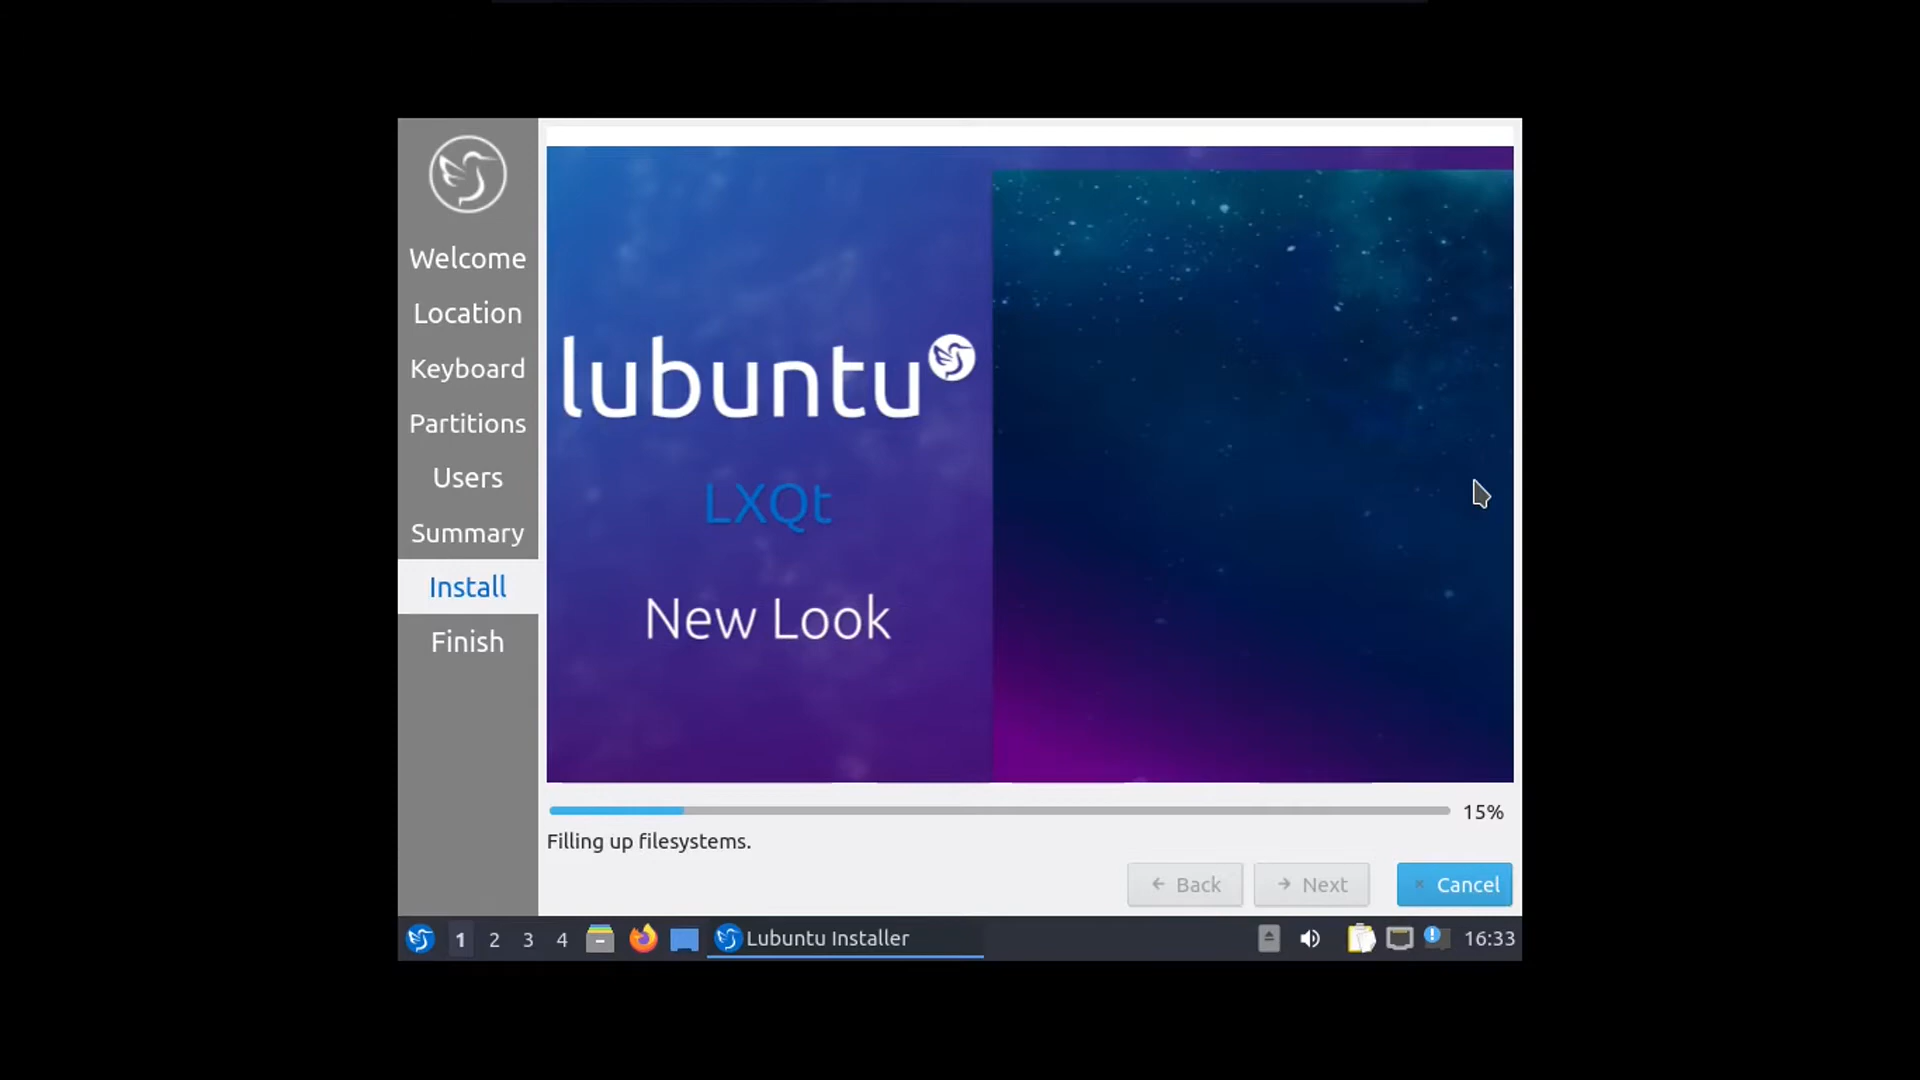 Welcome
Location
Keyboard
Partitions
Users
Summary
Install
Finish
lubuntu
LXQt
New Look
15%
Filling up filesystems.
Back
Next
Cancel
1 2 3 4 Lubuntu Installer 16:33